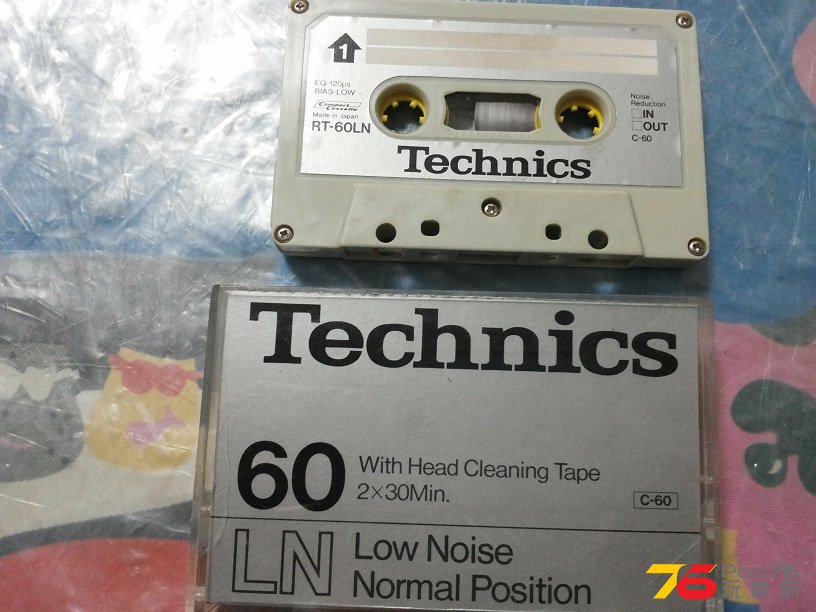 1
EQ-120µs
BIAS-LOW
Compact
Cassette
Made in Japan
RT-60LN
Noise
Reduction
IN
OUT
C-60
Technics
Technics
60
With Head Cleaning Tape
2×30Min.
C-60
LN
Low Noise
Normal Position
76